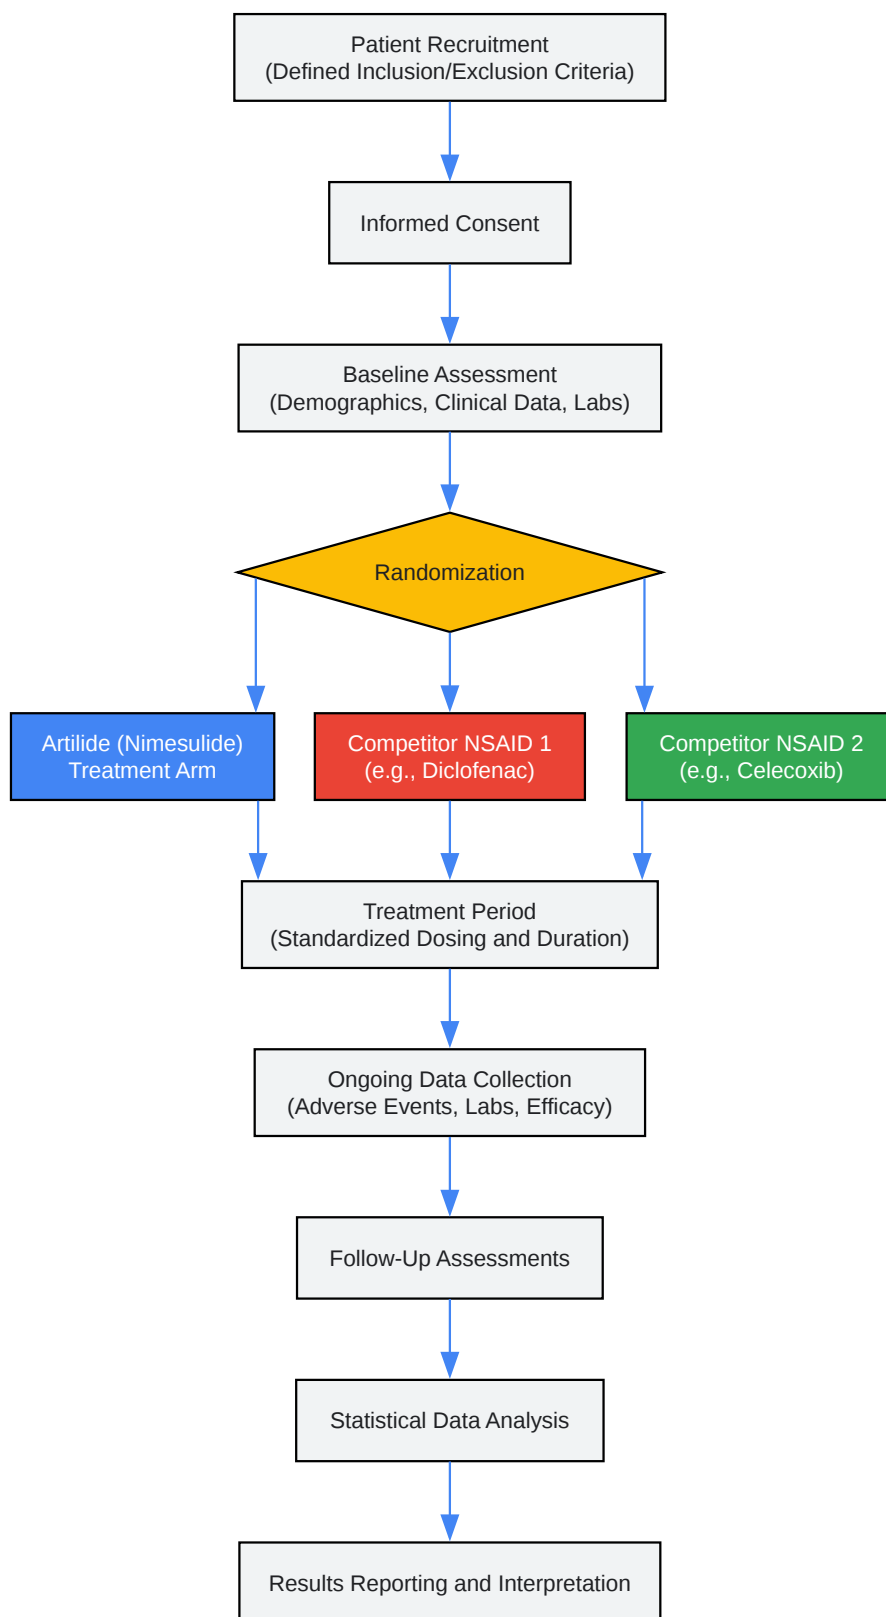 Patient Recruitment
(Defined Inclusion/Exclusion Criteria)
Informed Consent
Baseline Assessment
(Demographics, Clinical Data, Labs)
Randomization
Artilide (Nimesulide)
Treatment Arm
Competitor NSAID 1
(e.g., Diclofenac)
Competitor NSAID 2
(e.g., Celecoxib)
Treatment Period
(Standardized Dosing and Duration)
Ongoing Data Collection
(Adverse Events, Labs, Efficacy)
Follow-Up Assessments
Statistical Data Analysis
Results Reporting and Interpretation